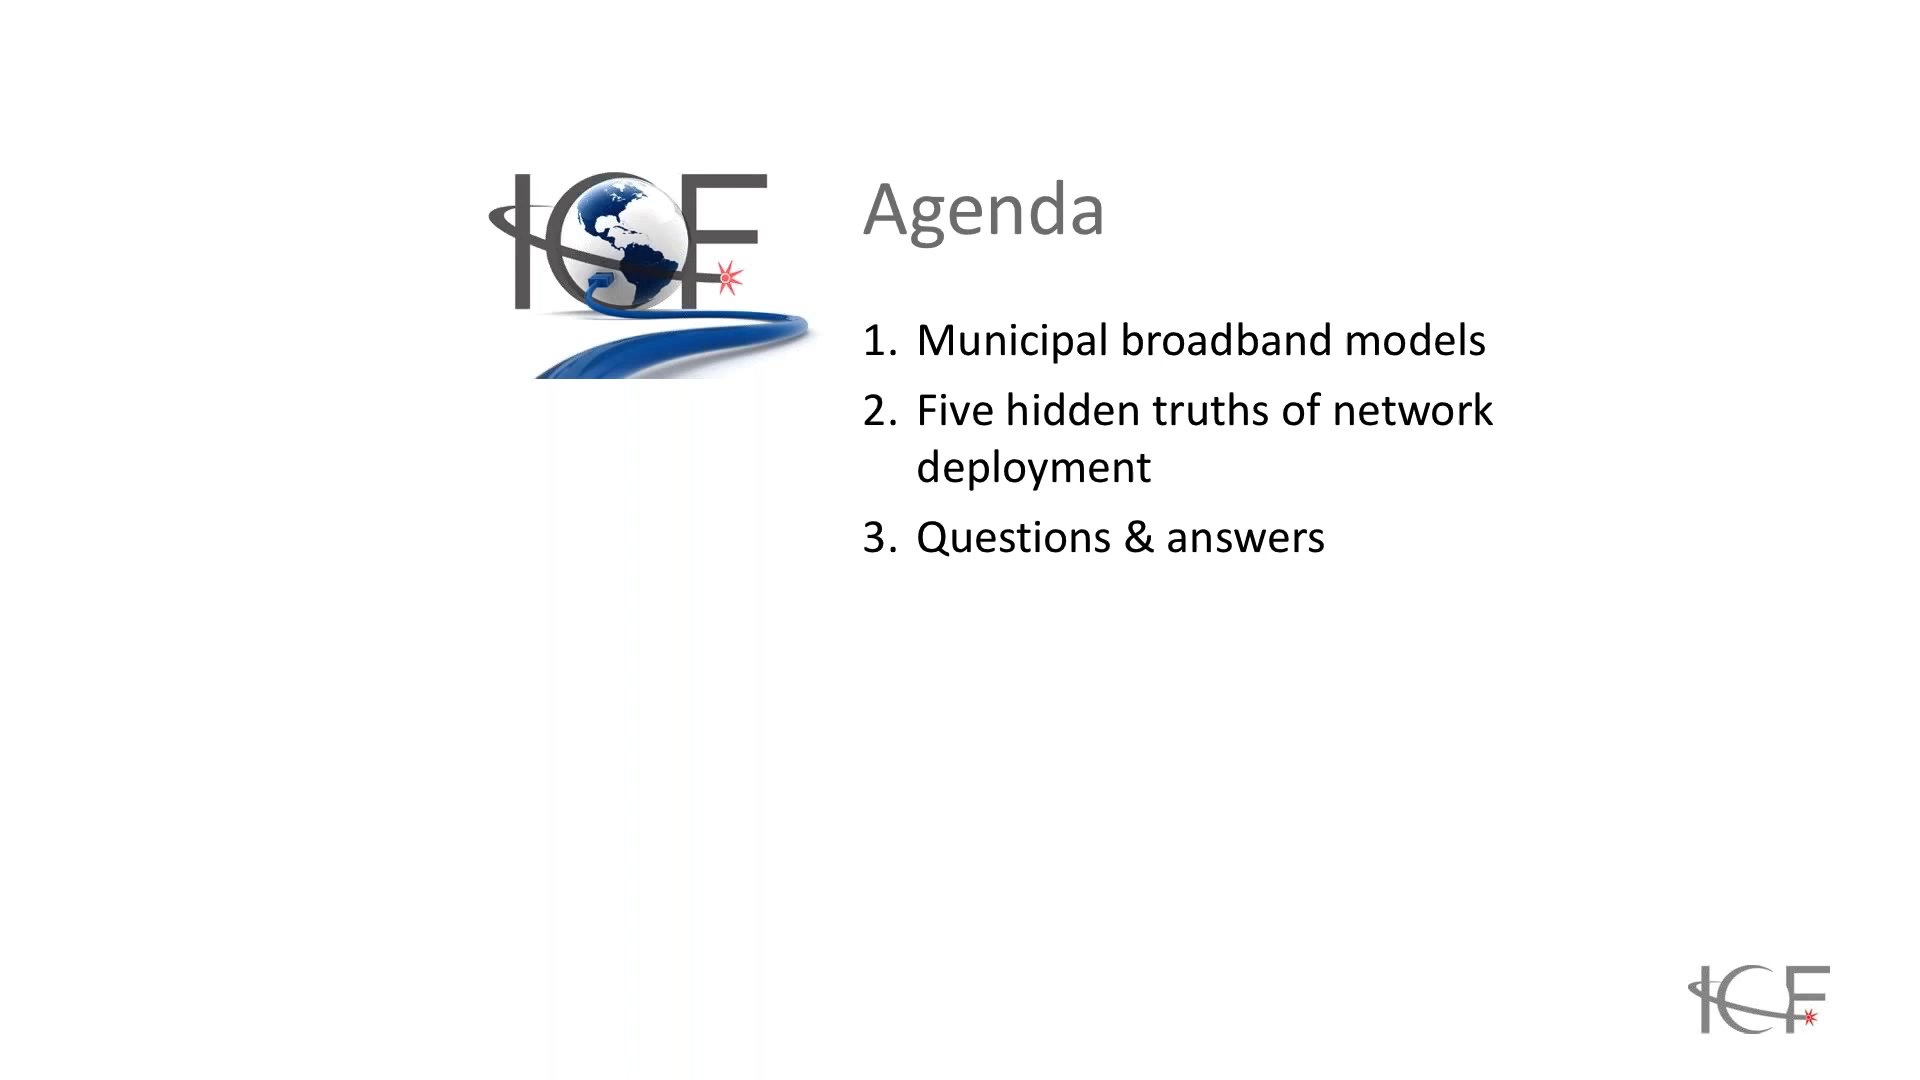 ICF
Agenda
1. Municipal broadband models
2. Five hidden truths of network
deployment
3. Questions & answers
ICF